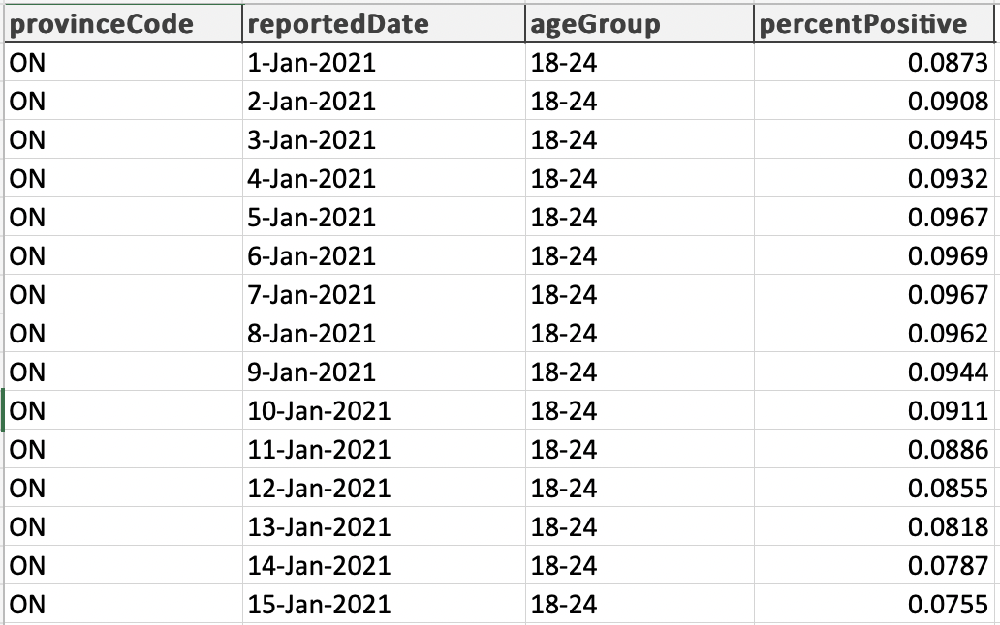 provinceCode reportedDate ageGroup percentPositive
ON 1-Jan-2021 18-24 0.0873
ON 2-Jan-2021 18-24 0.0908
ON 3-Jan-2021 18-24 0.0945
ON 4-Jan-2021 18-24 0.0932
ON 5-Jan-2021 18-24 0.0967
ON 6-Jan-2021 18-24 0.0969
ON 7-Jan-2021 18-24 0.0967
ON 8-Jan-2021 18-24 0.0962
ON 9-Jan-2021 18-24 0.0944
ON 10-Jan-2021 18-24 0.0911
ON 11-Jan-2021 18-24 0.0886
ON 12-Jan-2021 18-24 0.0855
ON 13-Jan-2021 18-24 0.0818
ON 14-Jan-2021 18-24 0.0787
ON 15-Jan-2021 18-24 0.0755